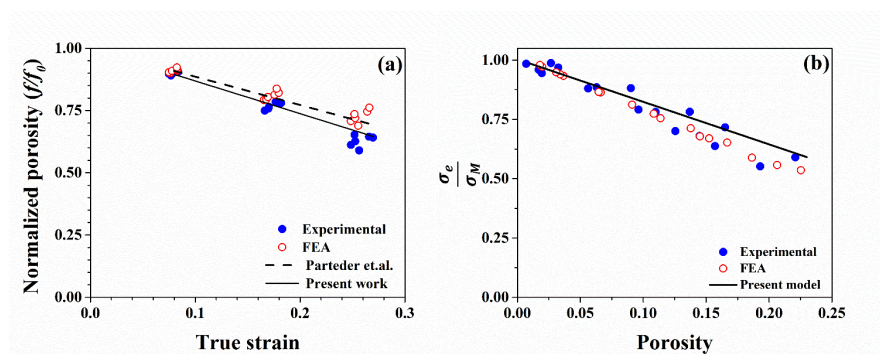 1.00
0.75
0.50
0.25
0.00
0.0
0.1
0.2
0.3
Normalized porosity (f/f0)
True strain
(a)
Experimental
FEA
Parteder et.al.
Present work
1.00
0.75
0.50
0.25
0.00
0.00
0.05
0.10
0.15
0.20
0.25
σe
σM
Porosity
(b)
Experimental
FEA
Present model